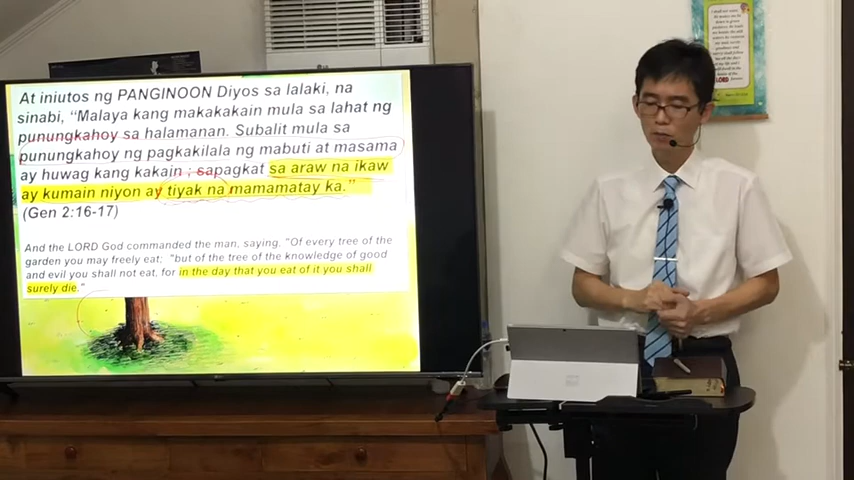 At iniutos ng PANGINOON Diyos sa lalaki, na
sinabi, “Malaya kang makakakain mula sa lahat ng
punungkahoy sa halamanan. Subalit mula sa
punungkahoy ng pagkakilala ng mabuti at masama
ay huwag kang kakain ; sapagkat sa araw na ikaw
ay kumain niyon ay tiyak na mamamatay ka.”
(Gen 2:16-17)
And the LORD God commanded the man, saying, "Of every tree of the
garden you may freely eat; "but of the tree of the knowledge of good
and evil you shall not eat, for in the day that you eat of it you shall
surely die."
LORD